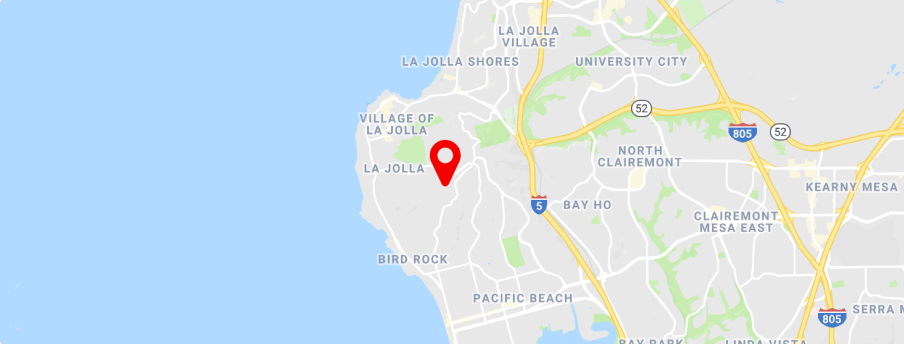 LA JOLLA
VILLAGE
LA JOLLA SHORES
UNIVERSITY CITY
52
VILLAGE OF
LA JOLLA
805
52
NORTH
CLAIREMONT
LA JOLLA
KEARNY MESA
5
BAY HO
CLAIREMONT
MESA EAST
BIRD ROCK
PACIFIC BEACH
805
SERRA M
BAY PARK
LINDA VISTA